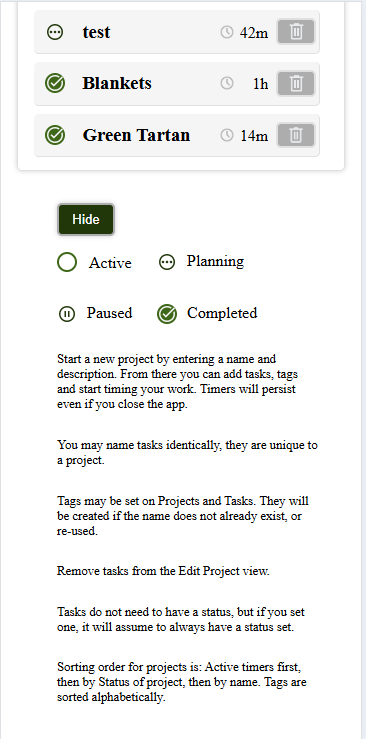 test 42m
Blankets 1h
Green Tartan 14m
Hide
Active Planning
Paused Completed
Start a new project by entering a name and
description. From there you can add tasks, tags
and start timing your work. Timers will persist
even if you close the app.
You may name tasks identically, they are unique to
a project.
Tags may be set on Projects and Tasks. They will
be created if the name does not already exist, or
re-used.
Remove tasks from the Edit Project view.
Tasks do not need to have a status, but if you set
one, it will assume to always have a status set.
Sorting order for projects is: Active timers first,
then by Status of project, then by name. Tags are
sorted alphabetically.